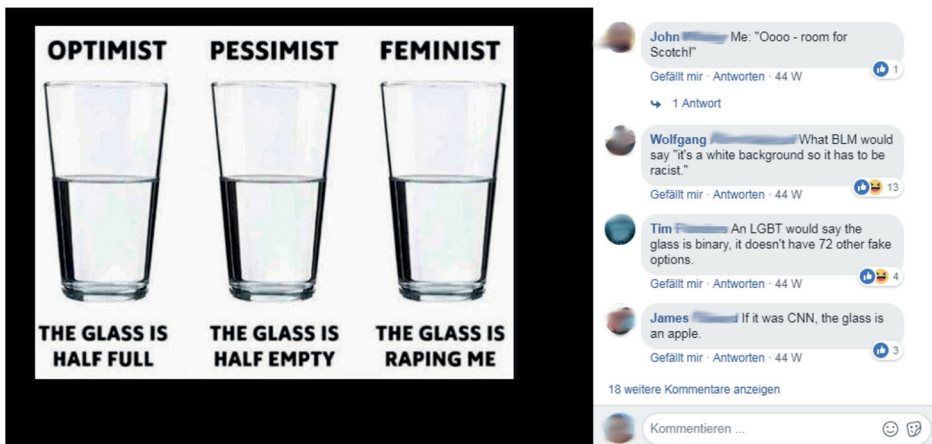 OPTIMIST
THE GLASS IS
HALF FULL
PESSIMIST
THE GLASS IS
HALF EMPTY
FEMINIST
THE GLASS IS
RAPING ME
John Me: "Oooo - room for
Scotch!"
Gefällt mir · Antworten · 44 W
1
1 Antwort
Wolfgang What BLM would
say "it's a white background so it has to be
racist."
Gefällt mir · Antworten · 44 W
13
Tim An LGBT would say the
glass is binary, it doesn't have 72 other fake
options.
Gefällt mir · Antworten · 44 W
4
James If it was CNN, the glass is
an apple.
Gefällt mir · Antworten · 44 W
3
18 weitere Kommentare anzeigen
Kommentieren ...